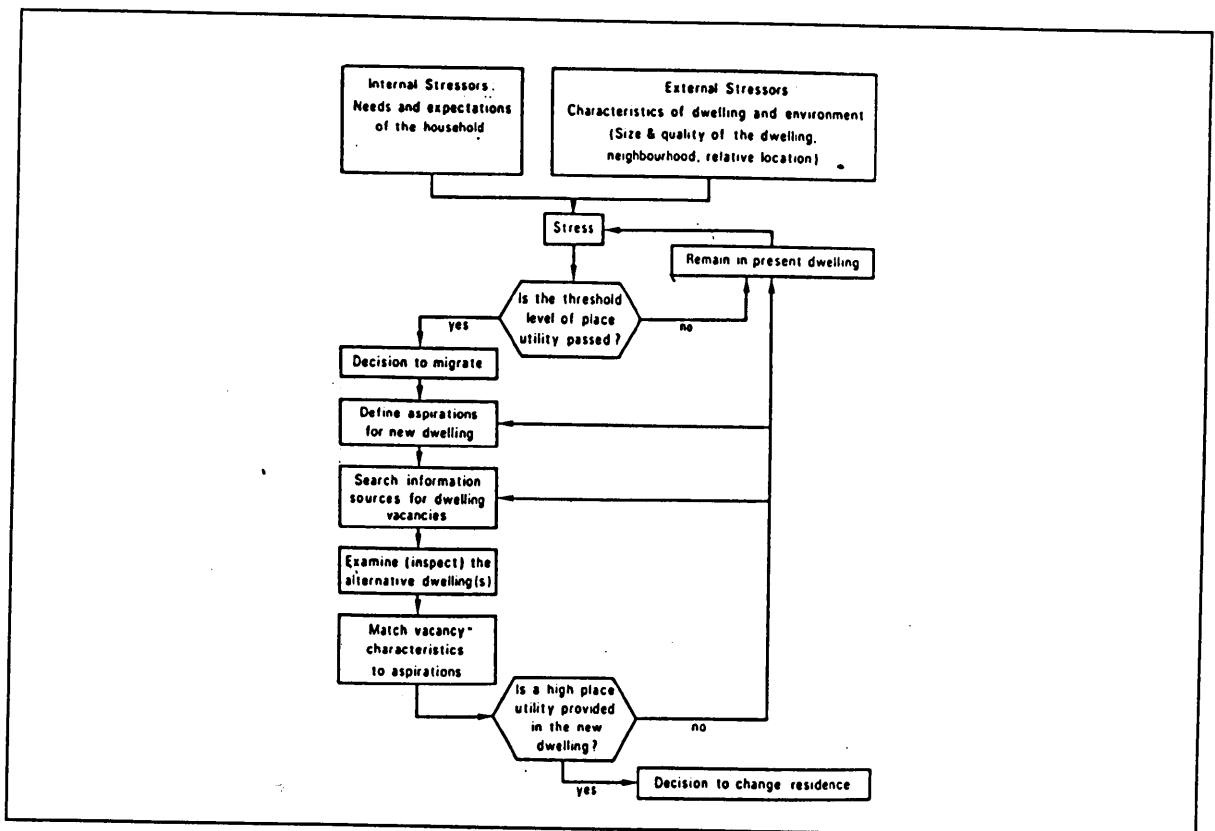 Internal Stressors.
Needs and expectations
of the household
External Stressors
Characteristics of dwelling and environment
(Size & quality of the dwelling,
neighbourhood, relative location)
Stress
Remain in present dwelling
Is the threshold
level of place
utility passed?
yes
no
Decision to migrate
Define aspirations
for new dwelling
Search information
sources for dwelling
vacancies
Examine (inspect) the
alternative dwelling(s)
Match vacancy
characteristics
to aspirations
Is a high place
utility provided
in the new
dwelling?
no
yes
Decision to change residence